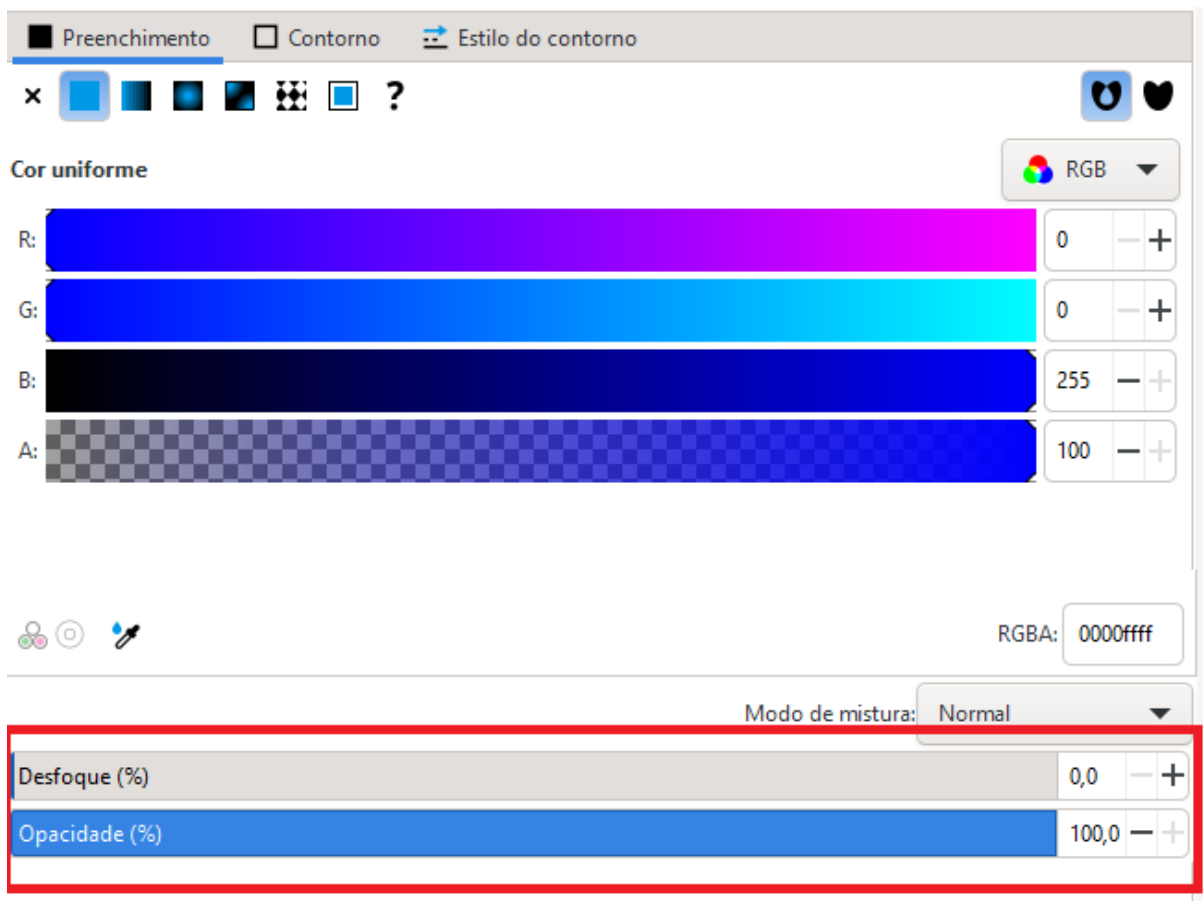 Preenchimento Contorno Estilo do contorno
?
Cor uniforme RGB
R: 0 − +
G: 0 − +
B: 255 − +
A: 100 − +
RGBA: 0000ffff
Modo de mistura: Normal
Desfoque (%) 0,0 − +
Opacidade (%) 100,0 − +